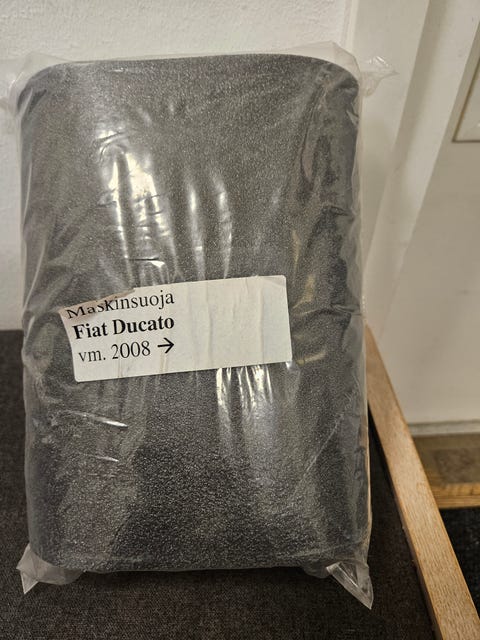 Maskinsuoja
Fiat Ducato
vm. 2008 →